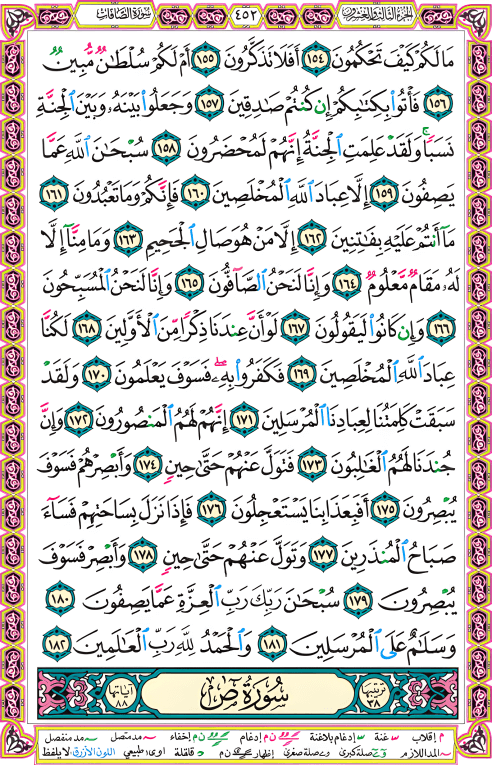 الجزء الثالث والعشرون
٤٥٢
سورة الصافات
مَا لَكُمْ كَيْفَ تَحْكُمُونَ ١٥٤ أَفَلَا تَذَكَّرُونَ ١٥٥ أَمْ لَكُمْ سُلْطَٰنٌ مُّبِينٌ
١٥٦ فَأْتُوا۟ بِكِتَٰبِكُمْ إِن كُنتُمْ صَٰدِقِينَ ١٥٧ وَجَعَلُوا۟ بَيْنَهُۥ وَبَيْنَ ٱلْجِنَّةِ
نَسَبًا ۚ وَلَقَدْ عَلِمَتِ ٱلْجِنَّةُ إِنَّهُمْ لَمُحْضَرُونَ ١٥٨ سُبْحَٰنَ ٱللَّهِ عَمَّا
يَصِفُونَ ١٥٩ إِلَّا عِبَادَ ٱللَّهِ ٱلْمُخْلَصِينَ ١٦٠ فَإِنَّكُمْ وَمَا تَعْبُدُونَ ١٦١
مَآ أَنتُمْ عَلَيْهِ بِفَٰتِنِينَ ١٦٢ إِلَّا مَنْ هُوَ صَالِ ٱلْجَحِيمِ ١٦٣ وَمَا مِنَّآ إِلَّا
لَهُۥ مَقَامٌ مَّعْلُومٌ ١٦٤ وَإِنَّا لَنَحْنُ ٱلصَّآفُّونَ ١٦٥ وَإِنَّا لَنَحْنُ ٱلْمُسَبِّحُونَ
١٦٦ وَإِن كَانُوا۟ لَيَقُولُونَ ١٦٧ لَوْ أَنَّ عِندَنَا ذِكْرًا مِّنَ ٱلْأَوَّلِينَ ١٦٨ لَكُنَّا
عِبَادَ ٱللَّهِ ٱلْمُخْلَصِينَ ١٦٩ فَكَفَرُوا۟ بِهِۦ ۖ فَسَوْفَ يَعْلَمُونَ ١٧٠ وَلَقَدْ
سَبَقَتْ كَلِمَتُنَا لِعِبَادِنَا ٱلْمُرْسَلِينَ ١٧١ إِنَّهُمْ لَهُمُ ٱلْمَنصُورُونَ ١٧٢ وَإِنَّ
جُندَنَا لَهُمُ ٱلْغَٰلِبُونَ ١٧٣ فَتَوَلَّ عَنْهُمْ حَتَّىٰ حِينٍ ١٧٤ وَأَبْصِرْهُمْ فَسَوْفَ
يُبْصِرُونَ ١٧٥ أَفَبِعَذَابِنَا يَسْتَعْجِلُونَ ١٧٦ فَإِذَا نَزَلَ بِسَاحَتِهِمْ فَسَآءَ
صَبَاحُ ٱلْمُنذَرِينَ ١٧٧ وَتَوَلَّ عَنْهُمْ حَتَّىٰ حِينٍ ١٧٨ وَأَبْصِرْ فَسَوْفَ
يُبْصِرُونَ ١٧٩ سُبْحَٰنَ رَبِّكَ رَبِّ ٱلْعِزَّةِ عَمَّا يَصِفُونَ ١٨٠
وَسَلَٰمٌ عَلَى ٱلْمُرْسَلِينَ ١٨١ وَٱلْحَمْدُ لِلَّهِ رَبِّ ٱلْعَٰلَمِينَ ١٨٢
ترتيبها ٣٨
سُورَةُ ص
آياتها ٨٨
م إقلاب غنة إدغام بلاغنة ن م إدغام ن م إخفاء مد متصل مد منفصل
المد اللازم صلة كبرى صلة صغرى إظهار ن م قلقلة اوى: طبيعي اللون الأزرق: لا يلفظ